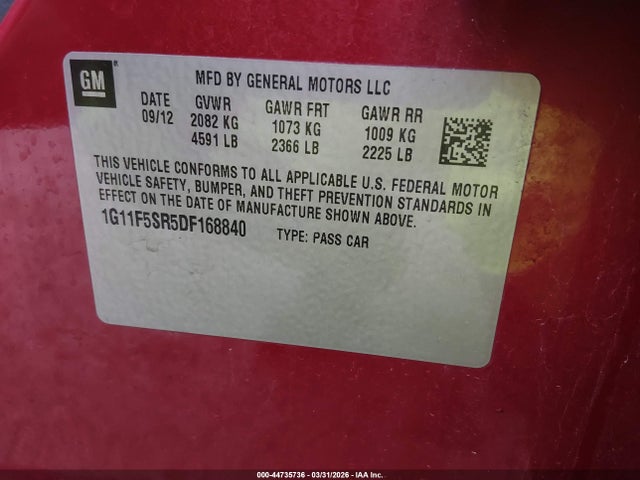 GM
MFD BY GENERAL MOTORS LLC
DATE GVWR GAWR FRT GAWR RR
09/12 2082 KG 1073 KG 1009 KG
4591 LB 2366 LB 2225 LB
THIS VEHICLE CONFORMS TO ALL APPLICABLE U.S. FEDERAL MOTOR
VEHICLE SAFETY, BUMPER, AND THEFT PREVENTION STANDARDS IN
EFFECT ON THE DATE OF MANUFACTURE SHOWN ABOVE.
1G11F5SR5DF168840 TYPE: PASS CAR
000-44735736 - 03/31/2026 - IAA Inc.